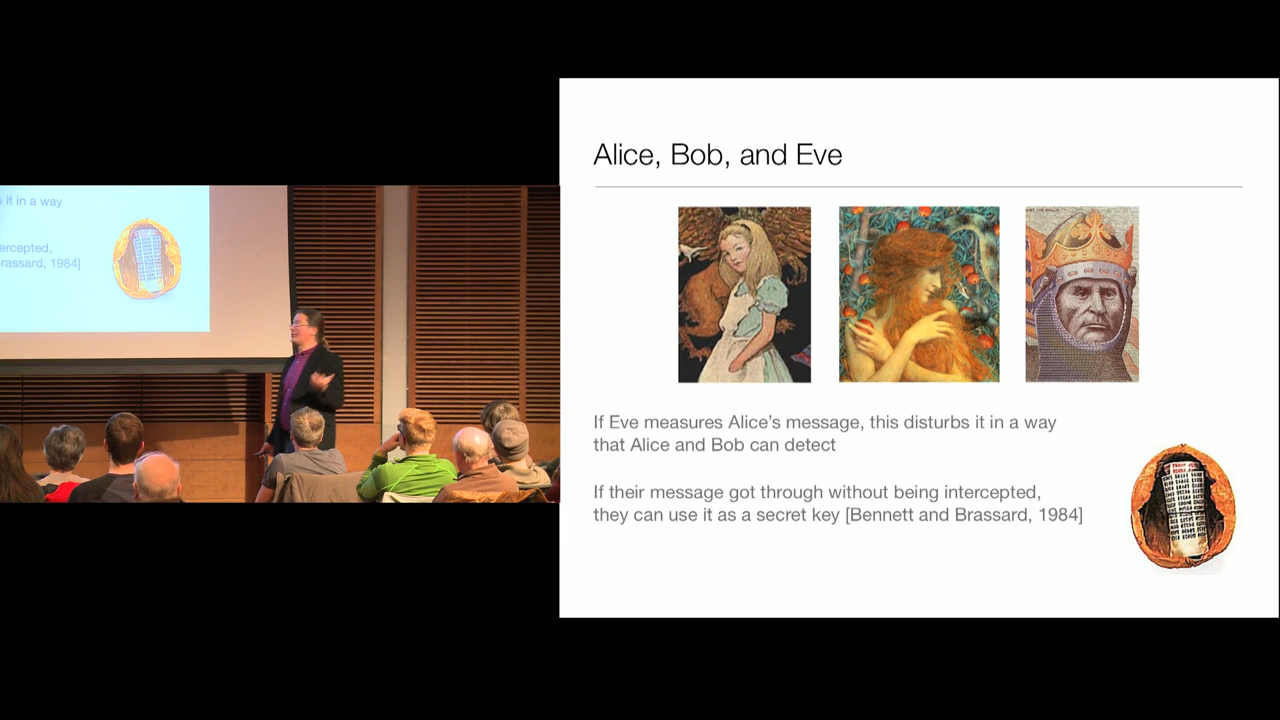 s it in a way
ercepted,
rassard, 1984]
Alice, Bob, and Eve
If Eve measures Alice's message, this disturbs it in a way
that Alice and Bob can detect
If their message got through without being intercepted,
they can use it as a secret key [Bennett and Brassard, 1984]